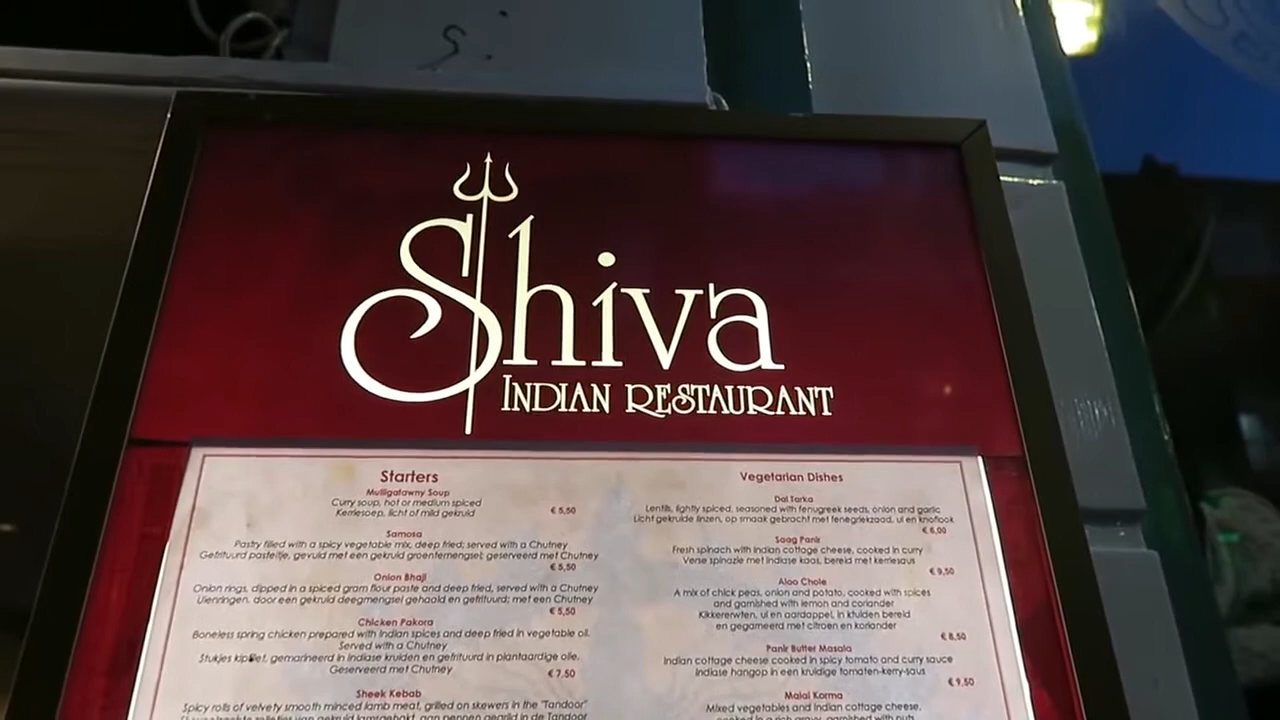 Shiva
INDIAN RESTAURANT
Starters
Mulligatawny Soup
Curry soup, hot or medium spiced
Kerriesoep, licht of mild gekruid
€ 5,50
Samosa
Pastry filled with a spicy vegetable mix, deep fried; served with a Chutney
Gefrituurd pasteitje, gevuld met een gekruid groentemengsel; geserveerd met Chutney
€ 5,50
Onion Bhaji
Onion rings, dipped in a spiced gram flour paste and deep fried, served with a Chutney
Uienringen, door een gekruid deegmengsel gehaald en gefrituurd; met een Chutney
€ 5,50
Chicken Pakora
Boneless spring chicken prepared with Indian spices and deep fried in vegetable oil.
Served with a Chutney
Stukjes kipfilet, gemarineerd in Indiase kruiden en gefrituurd in plantaardige olie.
Geserveerd met Chutney
€ 7,50
Sheek Kebab
Spicy rolls of velvety smooth minced lamb meat, grilled on skewers in the "Tandoor"
Vegetarian Dishes
Dal Tarka
Lentils, lightly spiced, seasoned with fenugreek seeds, onion and garlic
Licht gekruide linzen, op smaak gebracht met fenegriekzaad, ui en knoflook
€ 6,00
Saag Panir
Fresh spinach with Indian cottage cheese, cooked in curry
Verse spinazie met Indiase kaas, bereid met kerriesaus
€ 9,50
Aloo Chole
A mix of chick peas, onion and potato, cooked with spices
and garnished with lemon and coriander
Kikkererwten, ui en aardappel, in kruiden bereid
en gegarneerd met citroen en koriander
€ 8,50
Panir Butter Masala
Indian cottage cheese cooked in spicy tomato and curry sauce
Indiase hangop in een kruidige tomaten-kerry-saus
€ 9,50
Malai Korma
Mixed vegetables and Indian cottage cheese,
cooked in a rich gravy, garnished with nuts